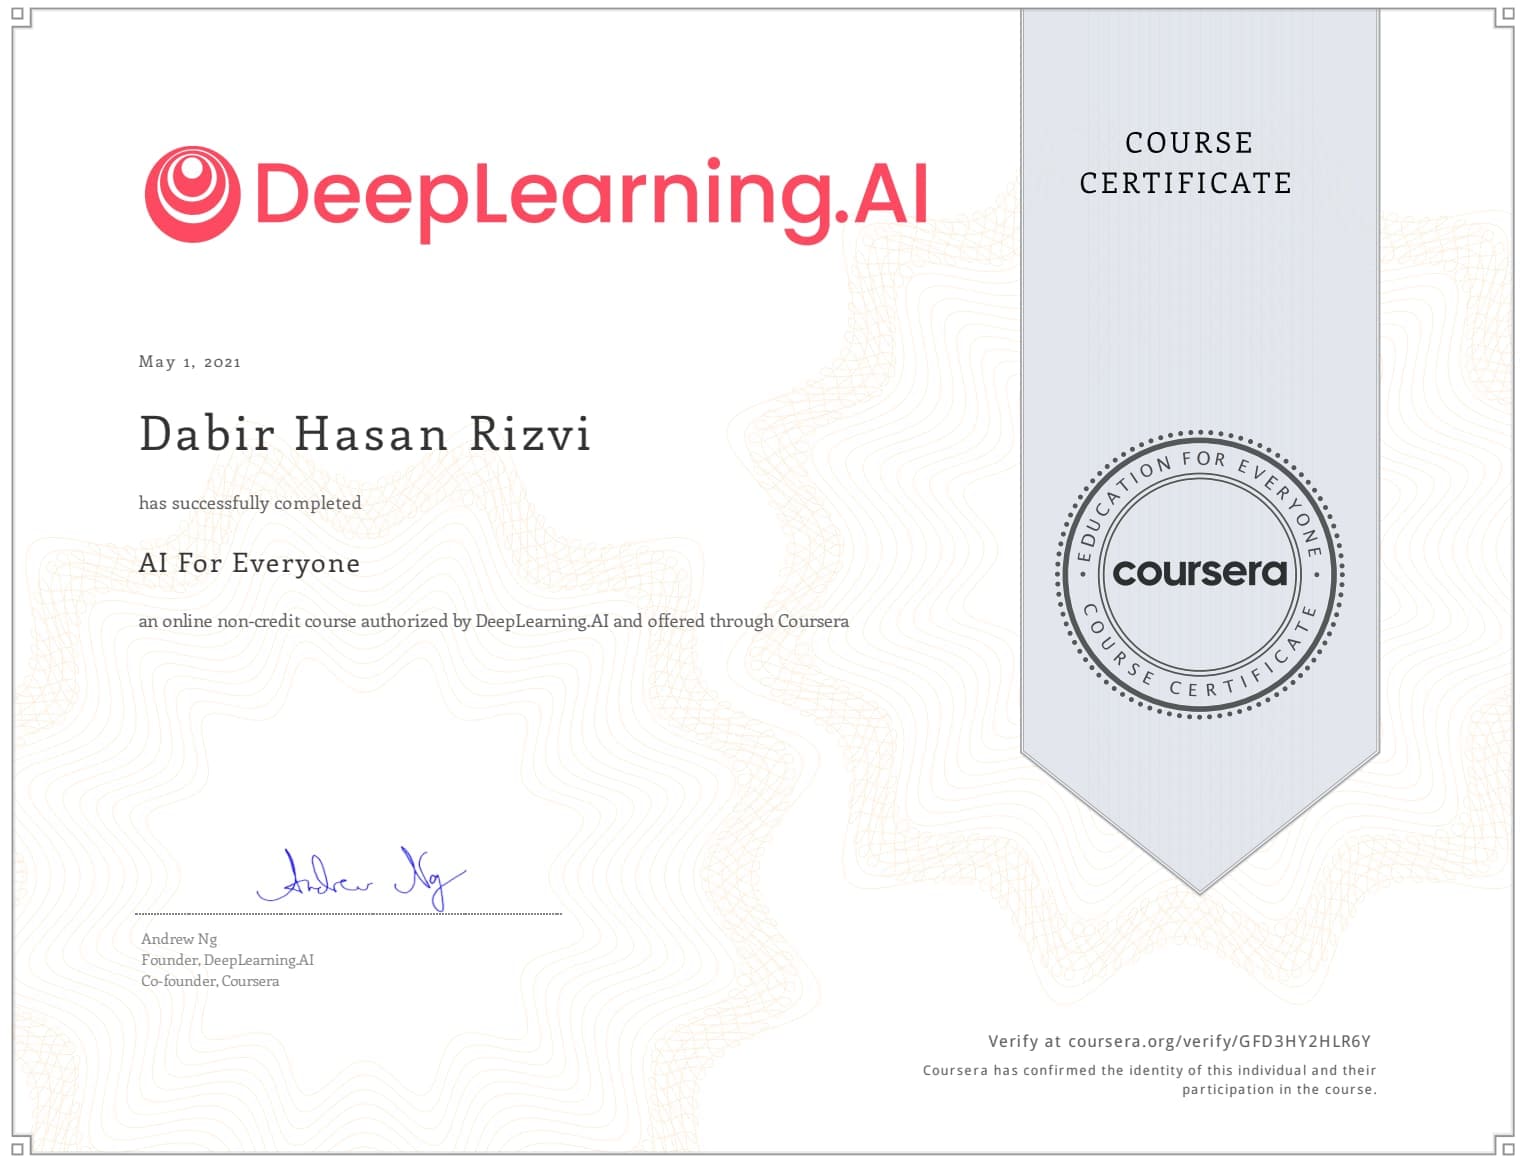 DeepLearning.AI
COURSE
CERTIFICATE
May 1, 2021
Dabir Hasan Rizvi
has successfully completed
AI For Everyone
an online non-credit course authorized by DeepLearning.AI and offered through Coursera
EDUCATION FOR EVERYONE
coursera
COURSE CERTIFICATE
Andrew Ng
Andrew Ng
Founder, DeepLearning.AI
Co-founder, Coursera
Verify at coursera.org/verify/GFD3HY2HLR6Y
Coursera has confirmed the identity of this individual and their
participation in the course.